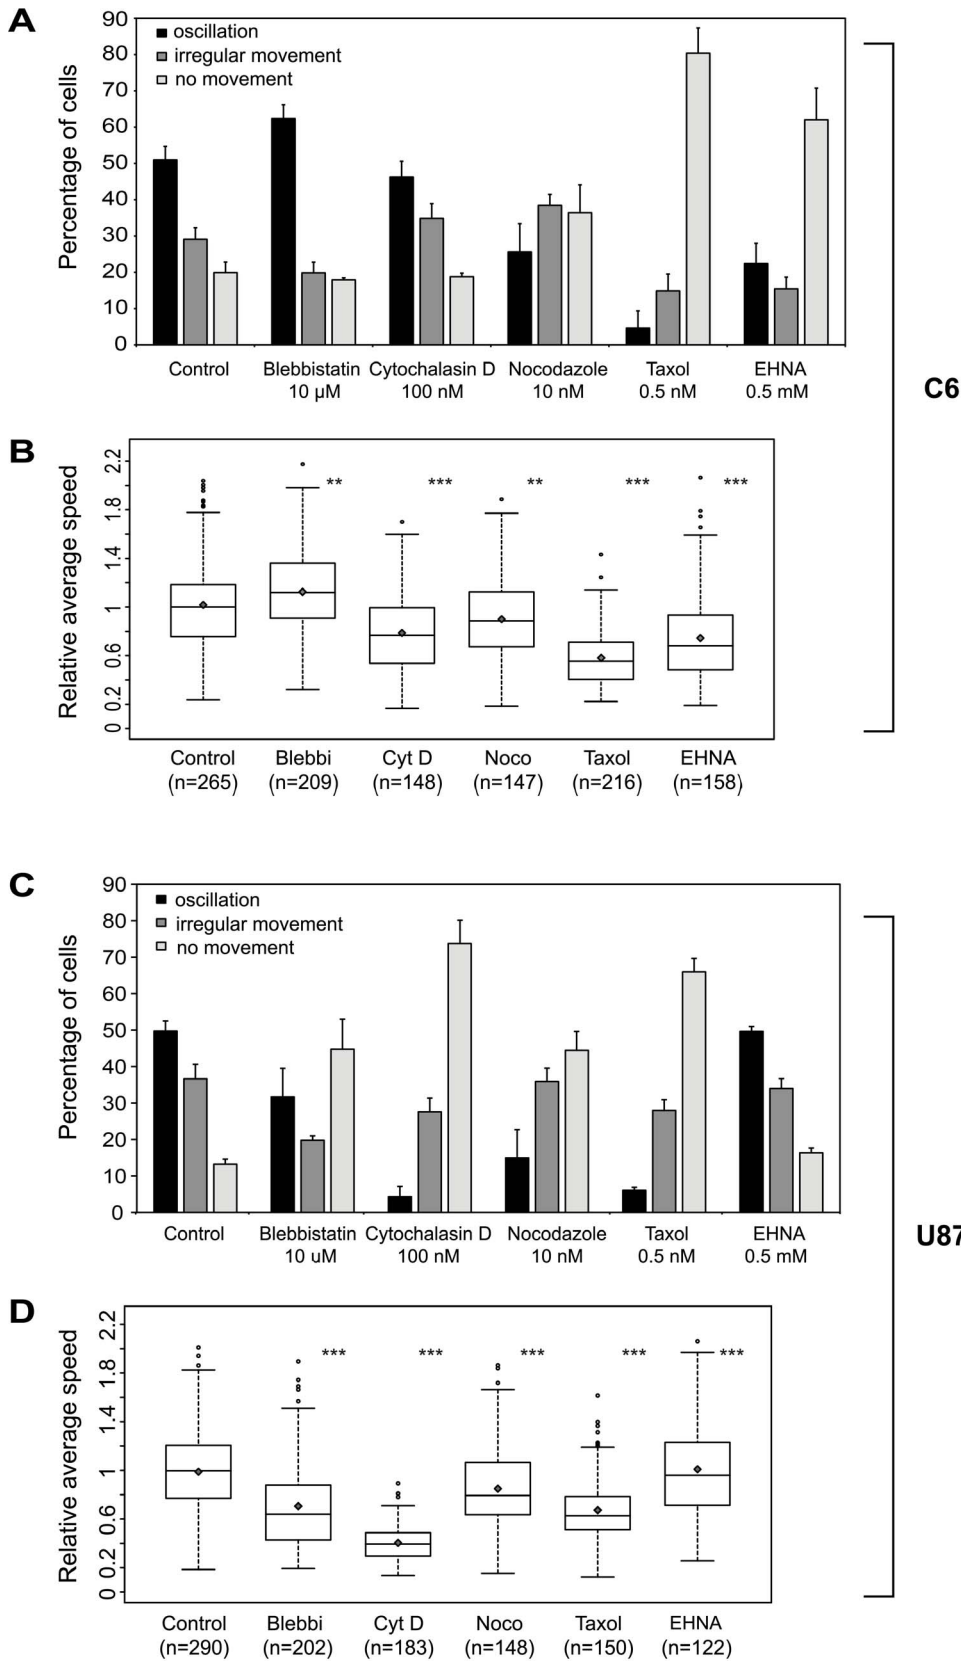 A
90
80
70
60
50
40
30
20
10
0
Percentage of cells
oscillation
irregular movement
no movement
Control Blebbistatin Cytochalasin D Nocodazole Taxol EHNA
10 µM 100 nM 10 nM 0.5 nM 0.5 mM
C6
B
2.2
1.8
1.4
1
0.6
0.2
0
Relative average speed
** *** ** *** ***
Control Blebbi Cyt D Noco Taxol EHNA
(n=265) (n=209) (n=148) (n=147) (n=216) (n=158)
C
90
80
70
60
50
40
30
20
10
0
Percentage of cells
oscillation
irregular movement
no movement
Control Blebbistatin Cytochalasin D Nocodazole Taxol EHNA
10 uM 100 nM 10 nM 0.5 nM 0.5 mM
U87
D
2.2
1.8
1.4
1
0.6
0.2
0
Relative average speed
*** *** *** *** ***
Control Blebbi Cyt D Noco Taxol EHNA
(n=290) (n=202) (n=183) (n=148) (n=150) (n=122)